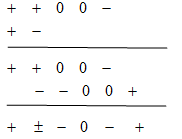 + + 0 0 −
+ −
+ + 0 0 −
− − 0 0 +
+ ± − 0 − +